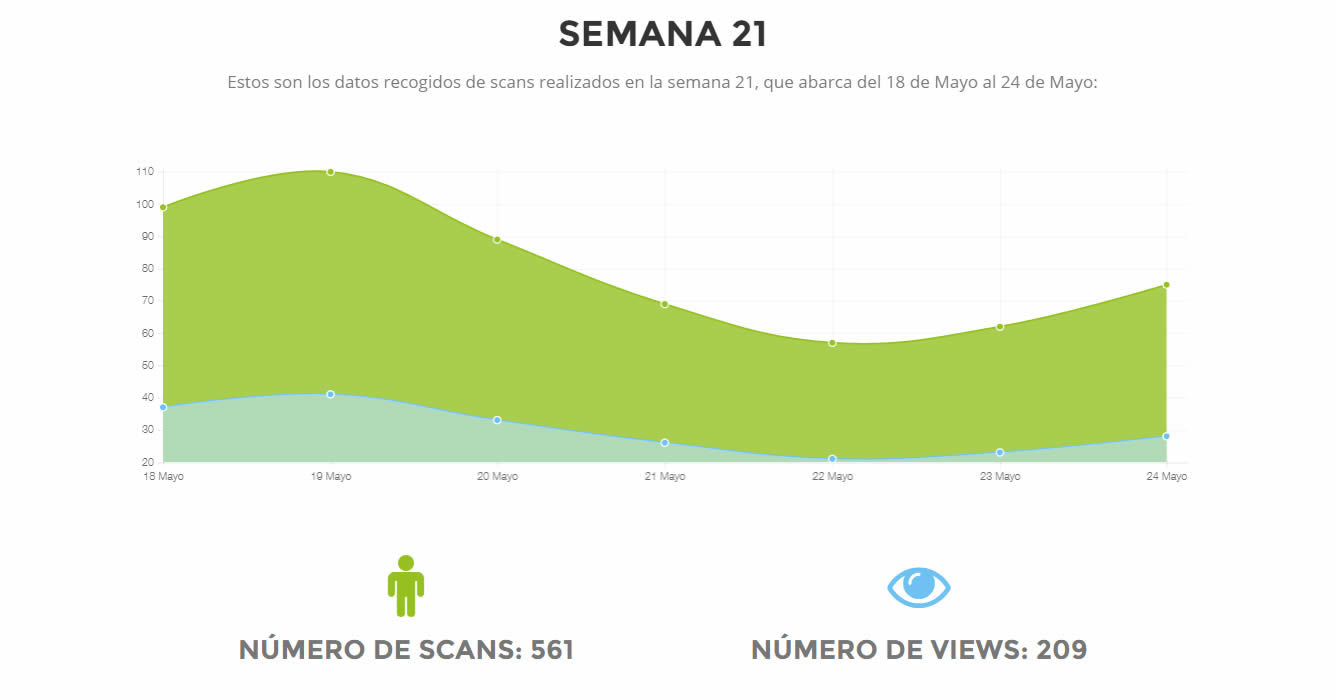 SEMANA 21
Estos son los datos recogidos de scans realizados en la semana 21, que abarca del 18 de Mayo al 24 de Mayo:
110
100
90
80
70
60
50
40
30
20
18 Mayo 19 Mayo 20 Mayo 21 Mayo 22 Mayo 23 Mayo 24 Mayo
NÚMERO DE SCANS: 561 NÚMERO DE VIEWS: 209